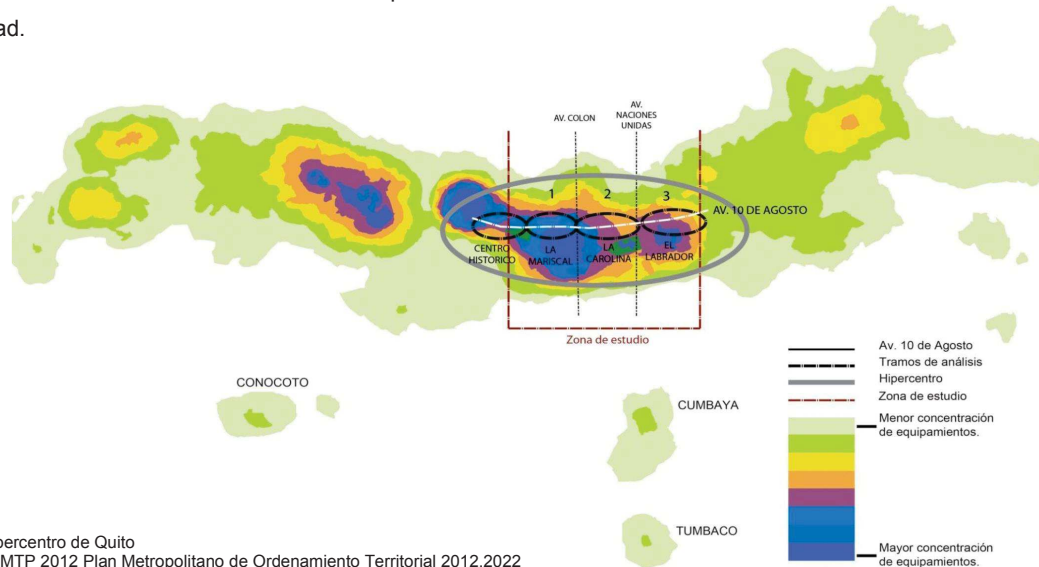 ad.
AV. COLON
AV.
NACIONES
UNIDAS
1
2
3
AV. 10 DE AGOSTO
CENTRO
HISTORICO
LA
MARISCAL
LA
CAROLINA
EL
LABRADOR
Zona de estudio
CONOCOTO
CUMBAYA
TUMBACO
Av. 10 de Agosto
Tramos de análisis
Hipercentro
Zona de estudio
Menor concentración
de equipamientos.
Mayor concentración
de equipamientos.
percentro de Quito
MTP 2012 Plan Metropolitano de Ordenamiento Territorial 2012.2022